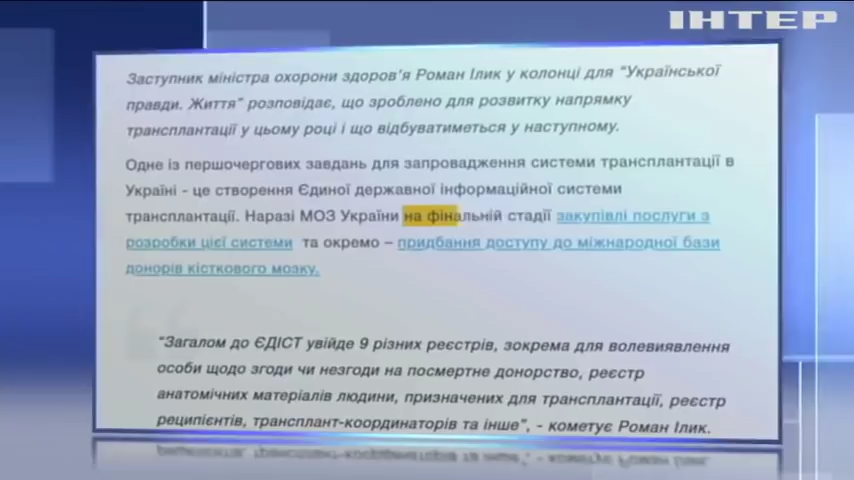 ІНТЕР
Заступник міністра охорони здоров'я Роман Ілик у колонці для "Української
правди. Життя" розповідає, що зроблено для розвитку напрямку
трансплантації у цьому році і що відбуватиметься у наступному.
Одне із першочергових завдань для запровадження системи трансплантації в
Україні - це створення Єдиної державної інформаційної системи
трансплантації. Наразі МОЗ України на фінальній стадії закупівлі послуги з
розробки цієї системи та окремо – придбання доступу до міжнародної бази
донорів кісткового мозку.
"Загалом до ЄДІСТ увійде 9 різних реєстрів, зокрема для волевиявлення
особи щодо згоди чи незгоди на посмертне донорство, реєстр
анатомічних матеріалів людини, призначених для трансплантації, реєстр
реципієнтів, трансплант-координаторів та інше", - кометує Роман Ілик.